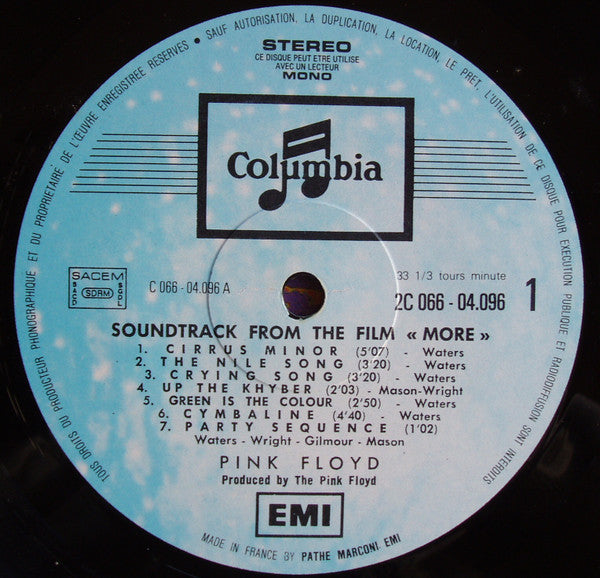 TOUS DROITS DU PRODUCTEUR PHONOGRAPHIQUE ET DU PROPRIETAIRE DE L'ŒUVRE ENREGISTREE RESERVES • SAUF AUTORISATION, LA DUPLICATION, LA LOCATION, LE PRET, L'UTILISATION DE CE DISQUE POUR EXECUTION PUBLIQUE ET RADIODIFFUSION SONT INTERDITS
STEREO
CE DISQUE PEUT ETRE UTILISE
AVEC UN LECTEUR
MONO
Columbia
SACEM
SACD
SDRM
SGDL
C 066 - 04.096 A
33 1/3 tours minute
2C 066 - 04.096
1
SOUNDTRACK FROM THE FILM « MORE »
1. CIRRUS MINOR (5'07) - Waters
2. THE NILE SONG (3'20) - Waters
3. CRYING SONG (3'20) - Waters
4. UP THE KHYBER (2'03) - Mason-Wright
5. GREEN IS THE COLOUR (2'50) - Waters
6. CYMBALINE (4'40) - Waters
7. PARTY SEQUENCE (1'02)
Waters - Wright - Gilmour - Mason
PINK FLOYD
Produced by The Pink Floyd
EMI
MADE IN FRANCE BY PATHE MARCONI EMI